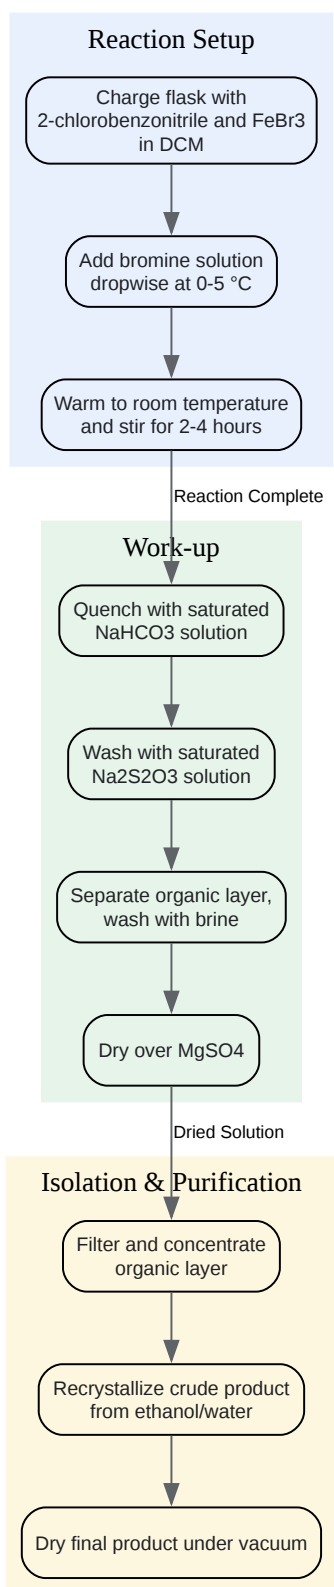 Reaction Setup
Charge flask with
2-chlorobenzonitrile and FeBr3
in DCM
Add bromine solution
dropwise at 0-5 °C
Warm to room temperature
and stir for 2-4 hours
Reaction Complete
Work-up
Quench with saturated
NaHCO3 solution
Wash with saturated
Na2S2O3 solution
Separate organic layer,
wash with brine
Dry over MgSO4
Dried Solution
Isolation & Purification
Filter and concentrate
organic layer
Recrystallize crude product
from ethanol/water
Dry final product under vacuum